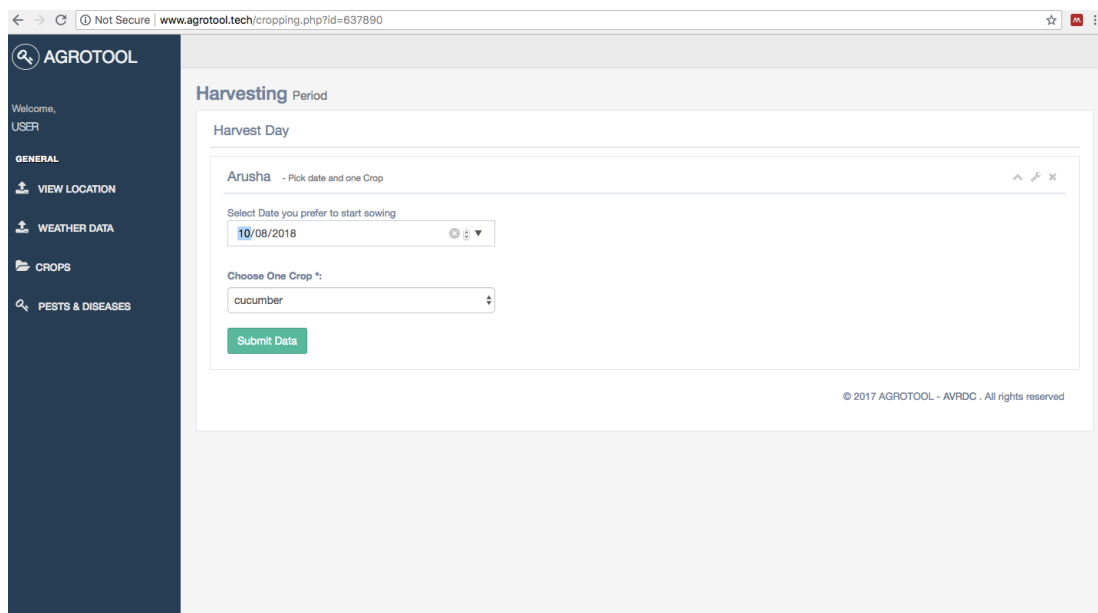 Not Secure | www.agrotool.tech/cropping.php?id=637890
AGROTOOL
Welcome,
USER
GENERAL
VIEW LOCATION
WEATHER DATA
CROPS
PESTS & DISEASES
Harvesting Period
Harvest Day
Arusha - Pick date and one Crop
Select Date you prefer to start sowing
10/08/2018
Choose One Crop *:
cucumber
Submit Data
© 2017 AGROTOOL - AVRDC . All rights reserved